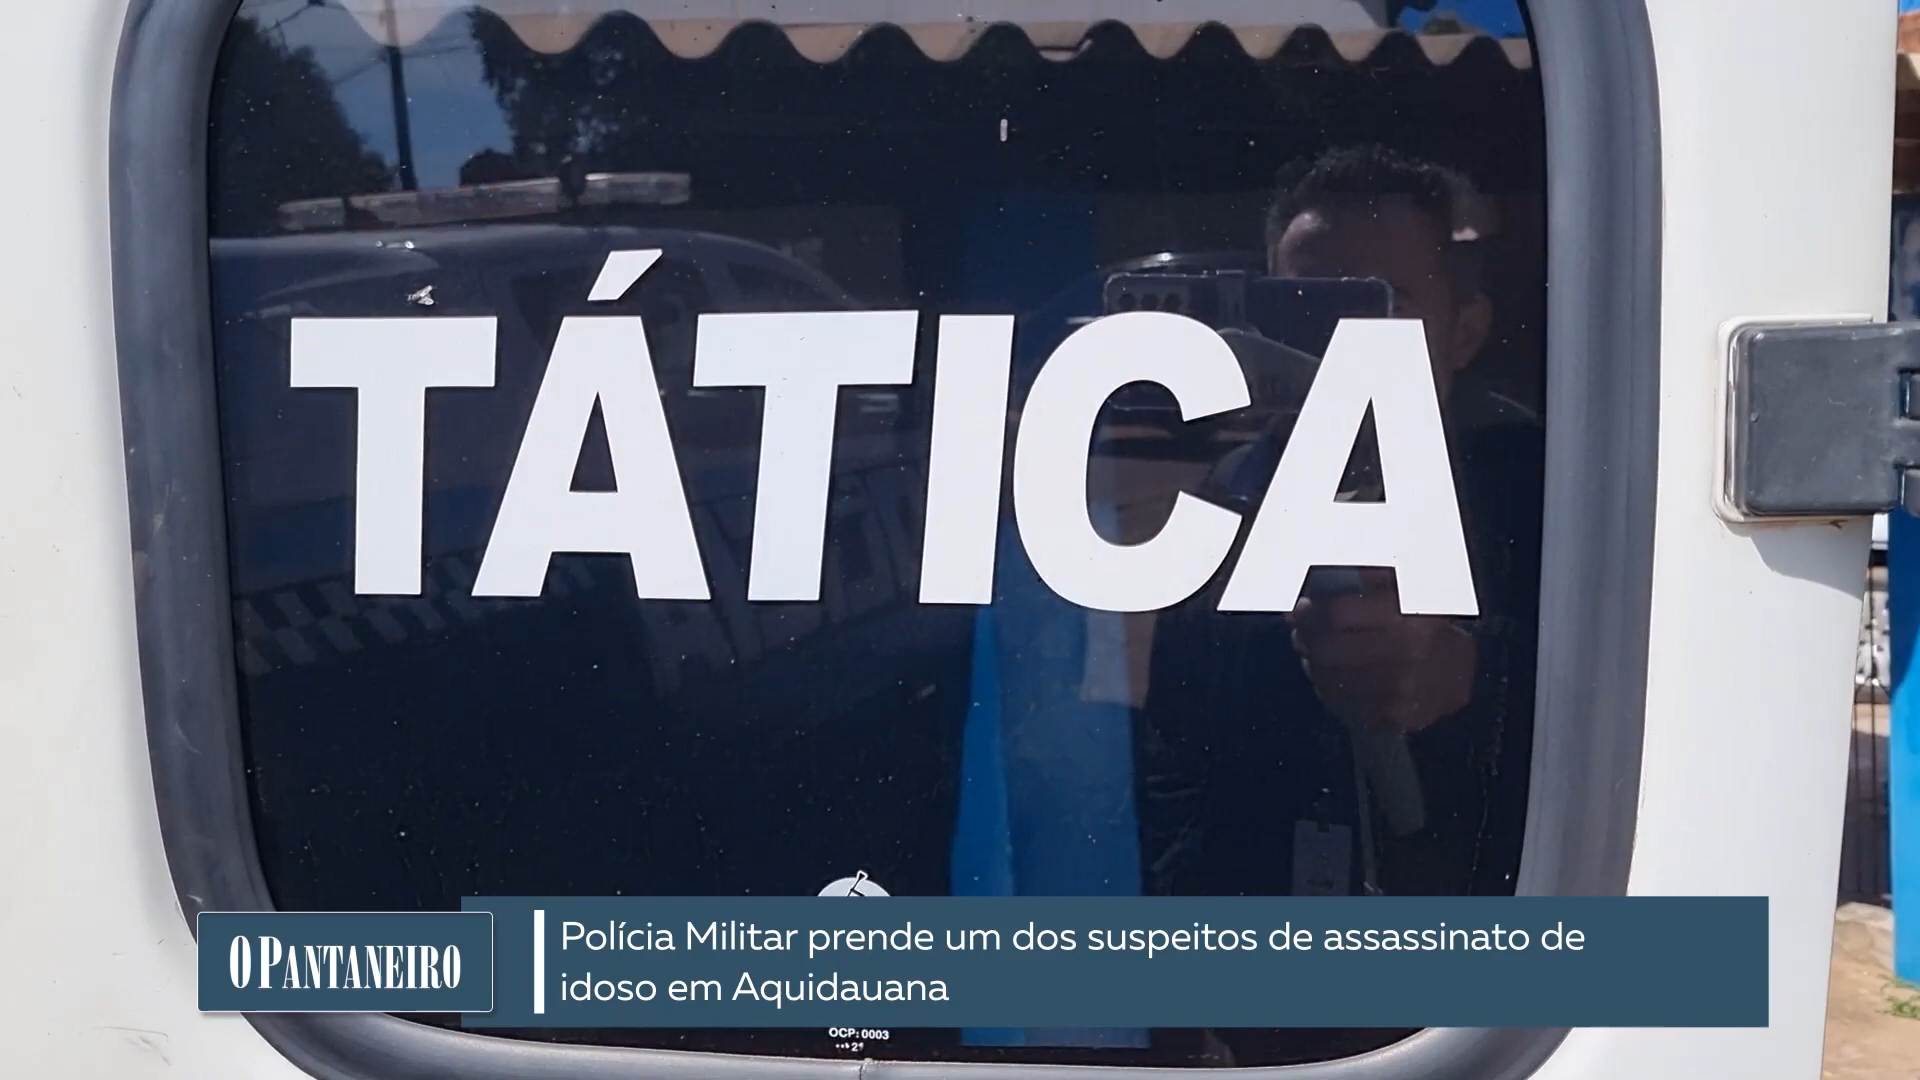 TÁTICA
O PANTANEIRO
Polícia Militar prende um dos suspeitos de assassinato de
idoso em Aquidauana
OCP: 0003